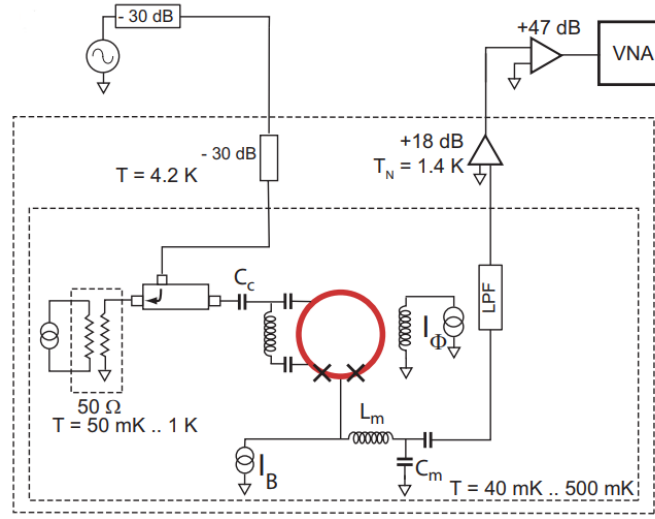 - 30 dB
+47 dB
VNA
+18 dB
T_N = 1.4 K
- 30 dB
T = 4.2 K
C_c
LPF
I_Φ
50 Ω
T = 50 mK .. 1 K
L_m
I_B
C_m
T = 40 mK .. 500 mK